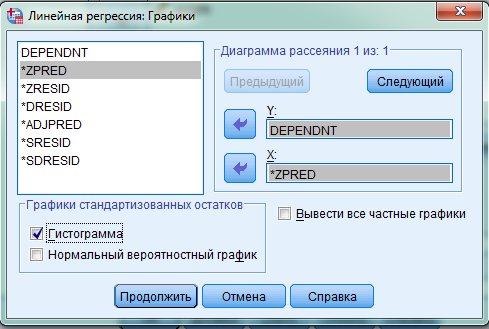 Линейная регрессия: Графики
DEPENDNT
*ZPRED
*ZRESID
*DRESID
*ADJPRED
*SRESID
*SDRESID
Диаграмма рассеяния 1 из: 1
Предыдущий
Следующий
Y:
DEPENDNT
X:
*ZPRED
Графики стандартизованных остатков
Гистограмма
Нормальный вероятностный график
Вывести все частные графики
Продолжить
Отмена
Справка